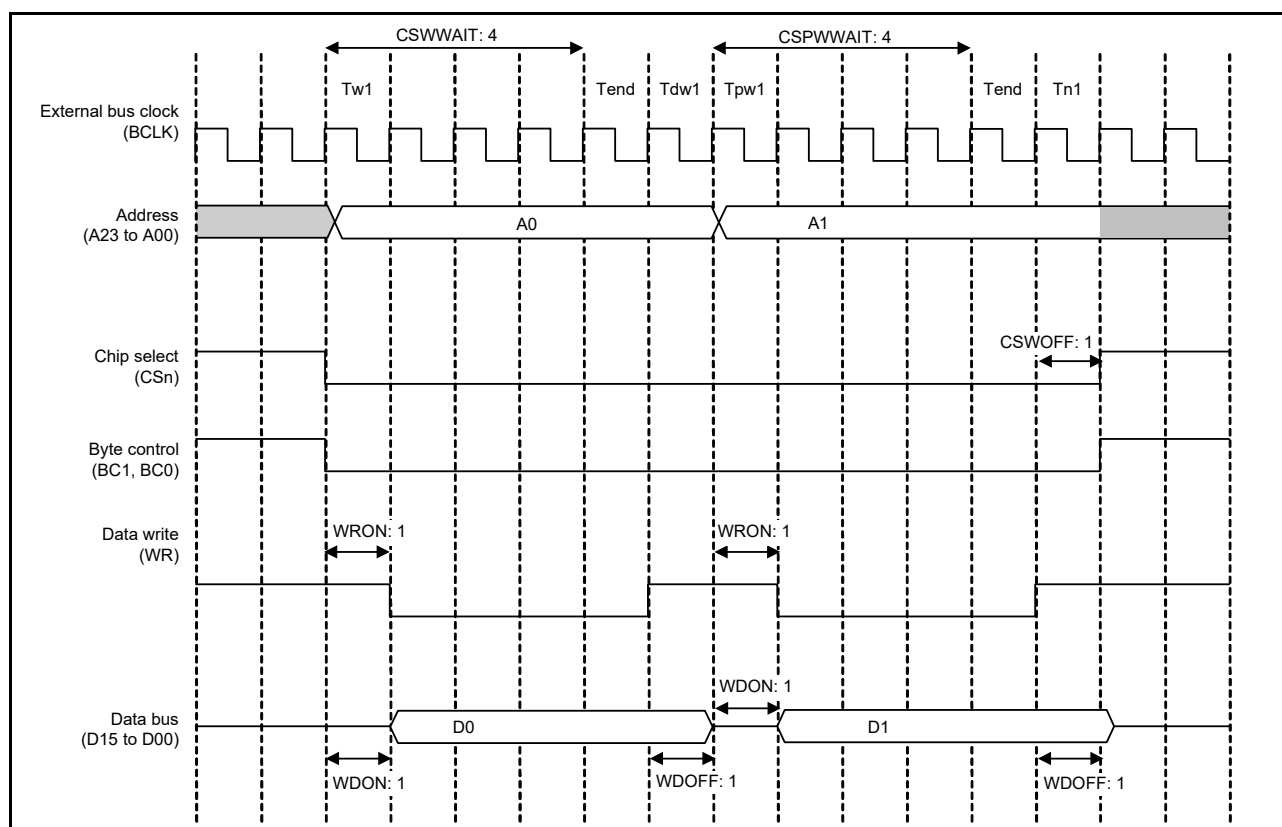 CSWWAIT: 4
CSPWWAIT: 4
Tw1
Tend
Tdw1
Tpw1
Tend
Tn1
External bus clock
(BCLK)
Address
(A23 to A00)
A0
A1
CSWOFF: 1
Chip select
(CSn)
Byte control
(BC1, BC0)
Data write
(WR)
WRON: 1
WRON: 1
WDON: 1
Data bus
(D15 to D00)
D0
D1
WDON: 1
WDOFF: 1
WDOFF: 1